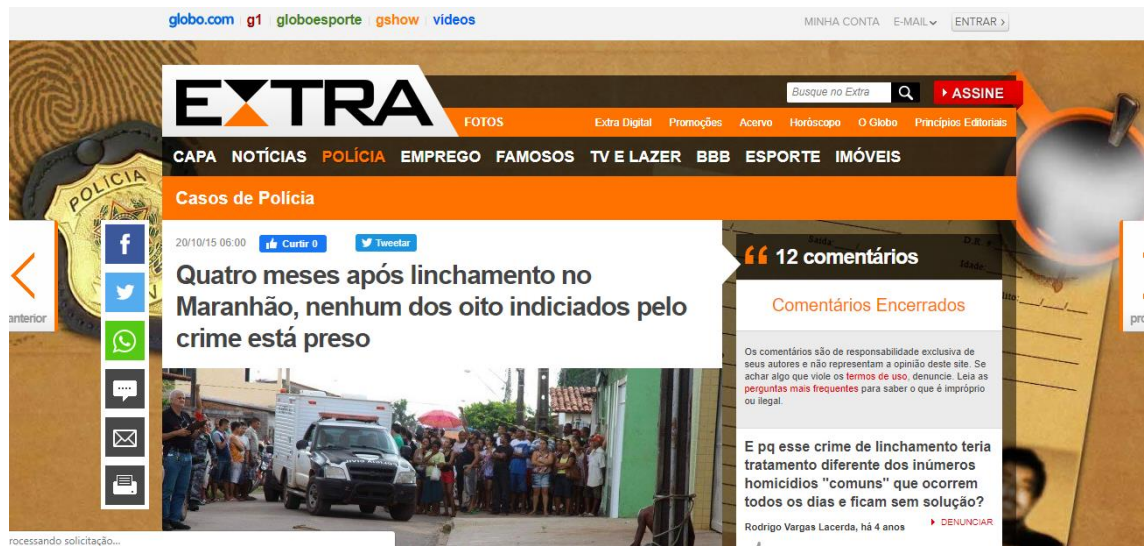 globo.com g1 globoesporte gshow vídeos
MINHA CONTA E-MAIL ENTRAR >
EXTRA
Busque no Extra
ASSINE
FOTOS
Extra Digital Promoções Acervo Horóscopo O Globo Princípios Editoriais
CAPA NOTÍCIAS POLÍCIA EMPREGO FAMOSOS TV E LAZER BBB ESPORTE IMÓVEIS
POLÍCIA
Casos de Polícia
20/10/15 06:00 Curtir 0 Tweetar
Quatro meses após linchamento no
Maranhão, nenhum dos oito indiciados pelo
crime está preso
anterior
Saída:
D.R.
Idade:
12 comentários
Comentários Encerrados
Os comentários são de responsabilidade exclusiva de
seus autores e não representam a opinião deste site. Se
achar algo que viole os termos de uso, denuncie. Leia as
perguntas mais frequentes para saber o que é impróprio
ou ilegal.
E pq esse crime de linchamento teria
tratamento diferente dos inúmeros
homicidios "comuns" que ocorrem
todos os dias e ficam sem solução?
Rodrigo Vargas Lacerda, há 4 anos
DENUNCIAR
rocessando solicitação...